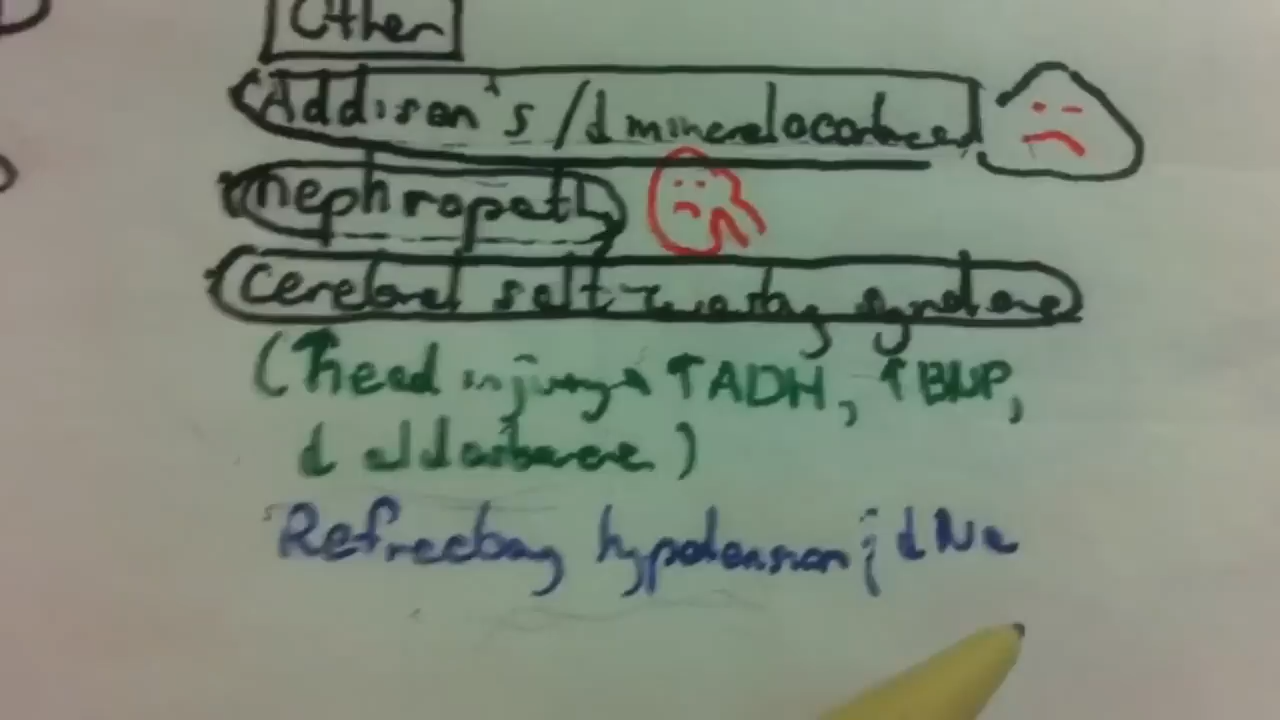 Other
Addison's / ↓ mineralocorticoid
nephropathy
cerebral salt wasting syndrome
(head injury → ↑ADH, ↑BNP,
↓ aldosterone)
Refractory hypotension; ↓Na